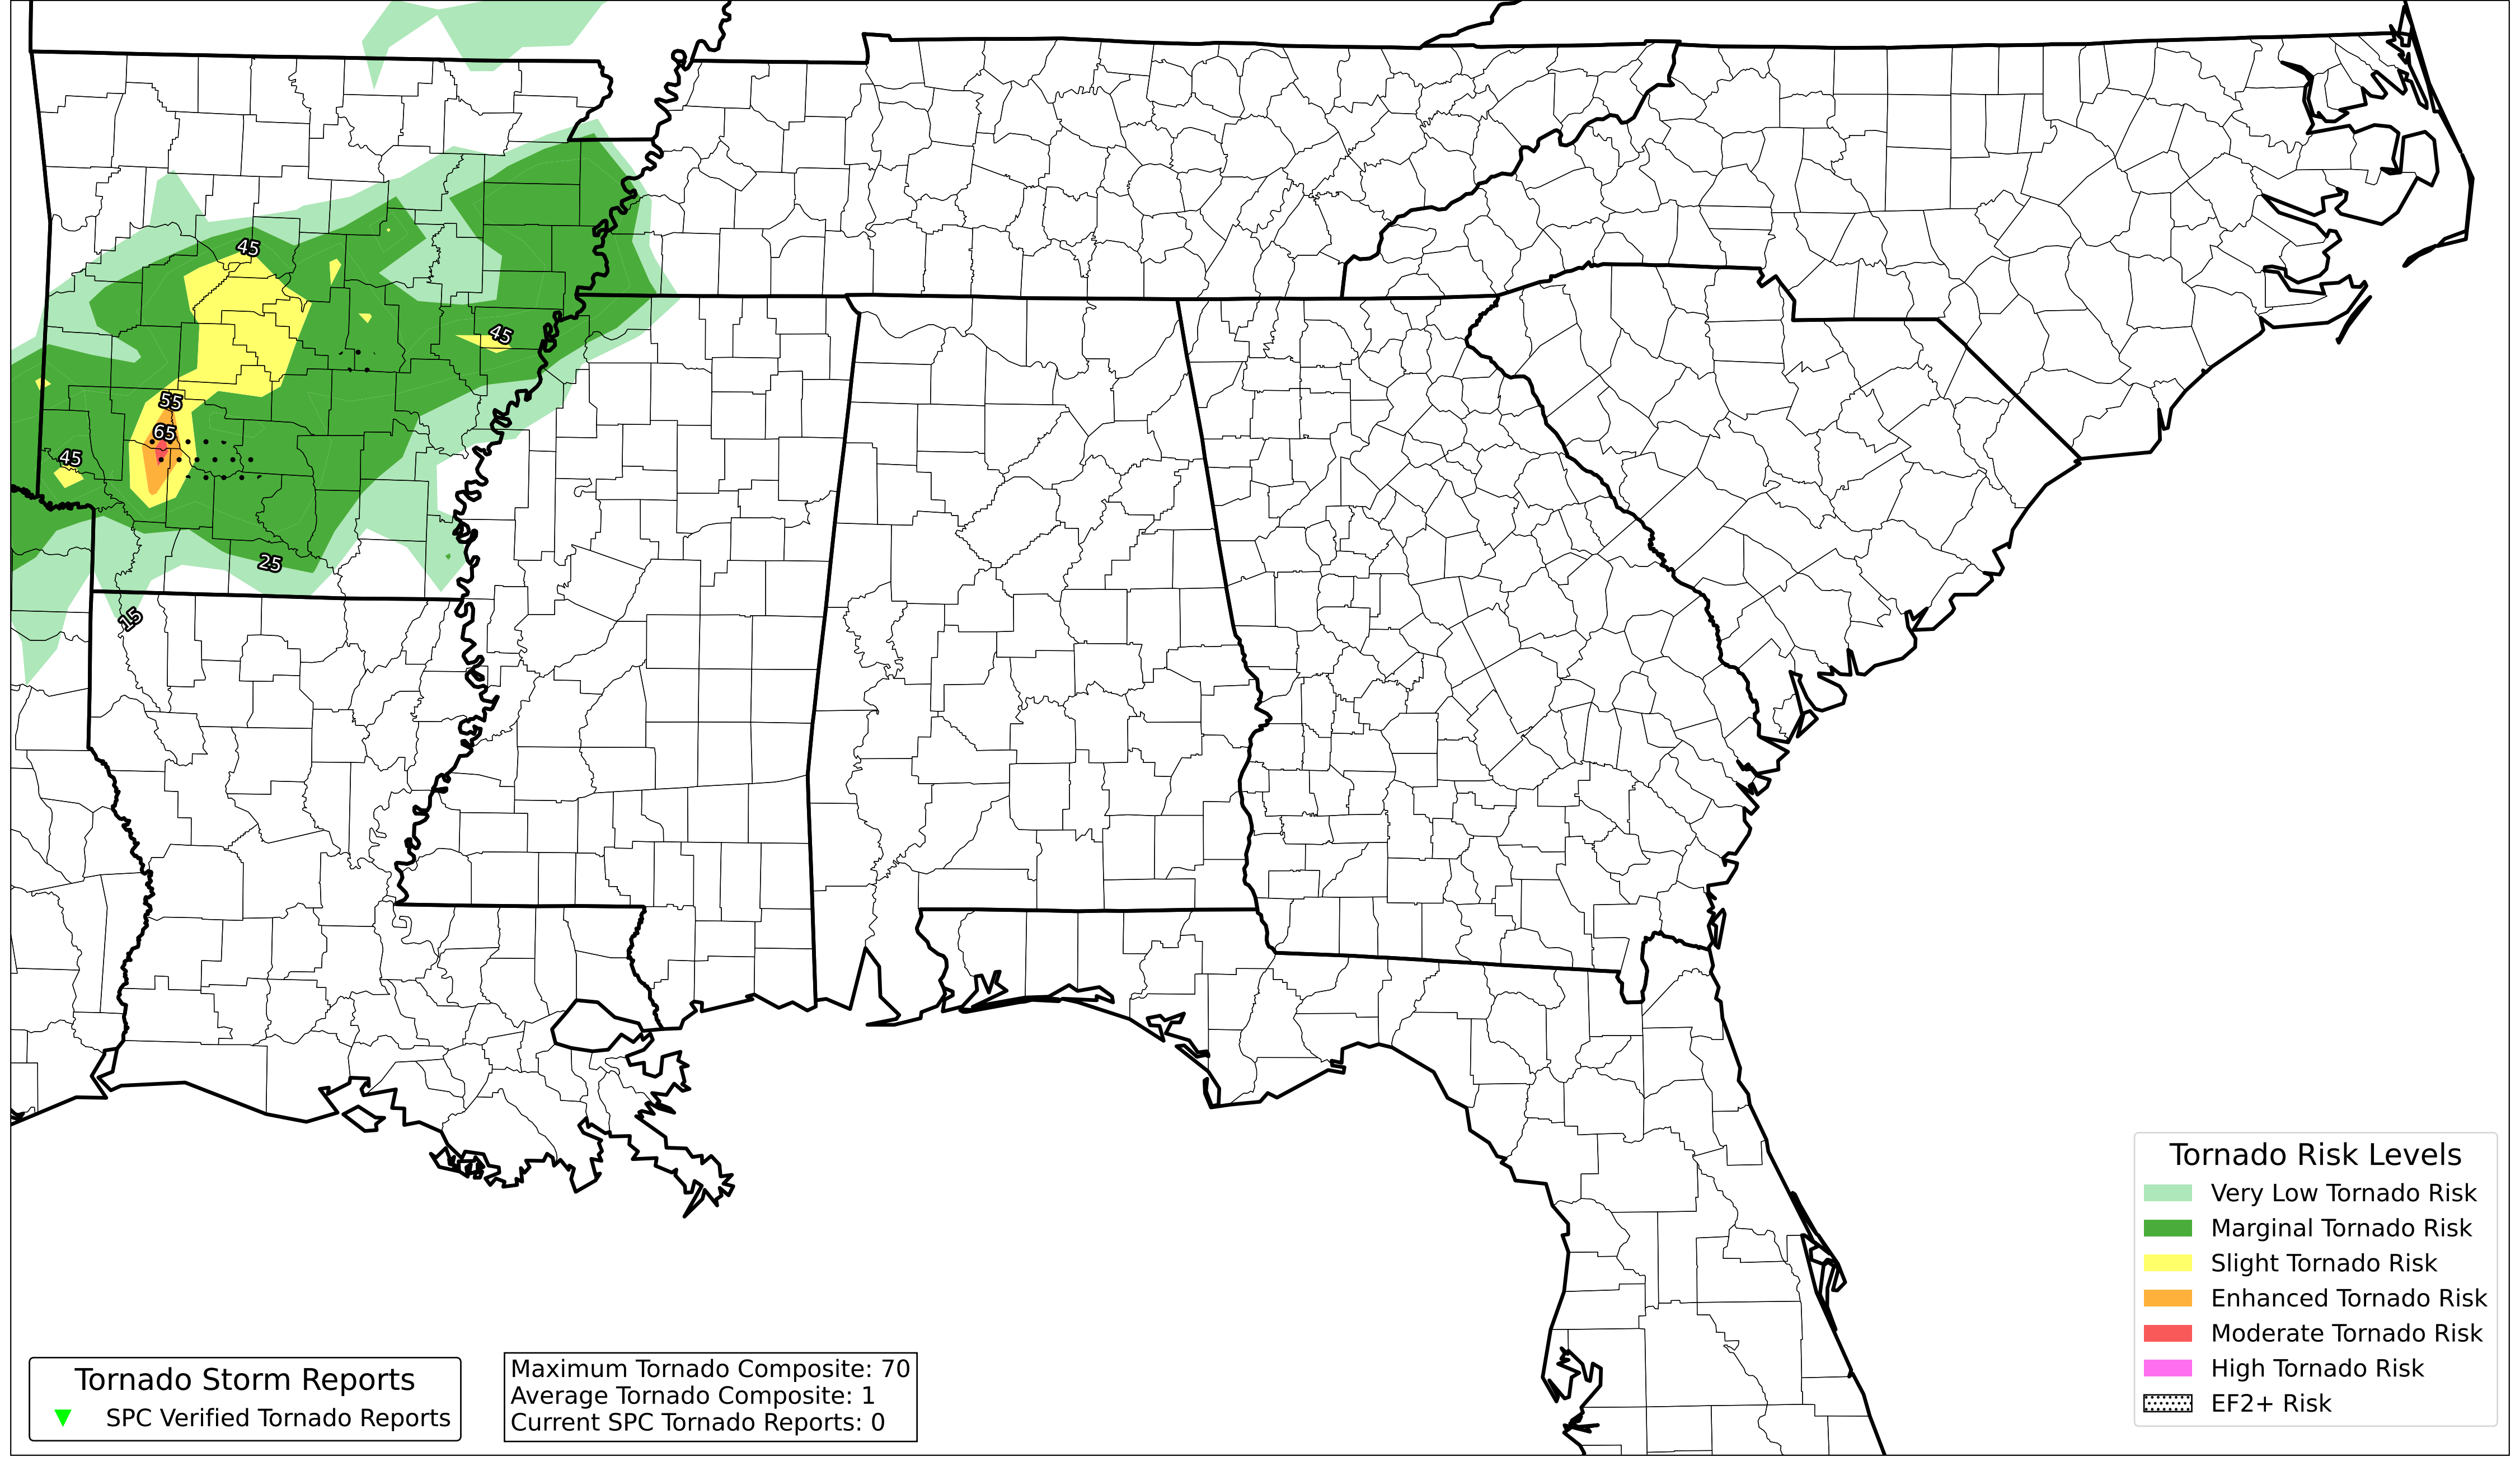 45
45
55
65
45
25
15
Tornado Risk Levels
Very Low Tornado Risk
Marginal Tornado Risk
Slight Tornado Risk
Enhanced Tornado Risk
Moderate Tornado Risk
High Tornado Risk
EF2+ Risk
Tornado Storm Reports
SPC Verified Tornado Reports
Maximum Tornado Composite: 70
Average Tornado Composite: 1
Current SPC Tornado Reports: 0